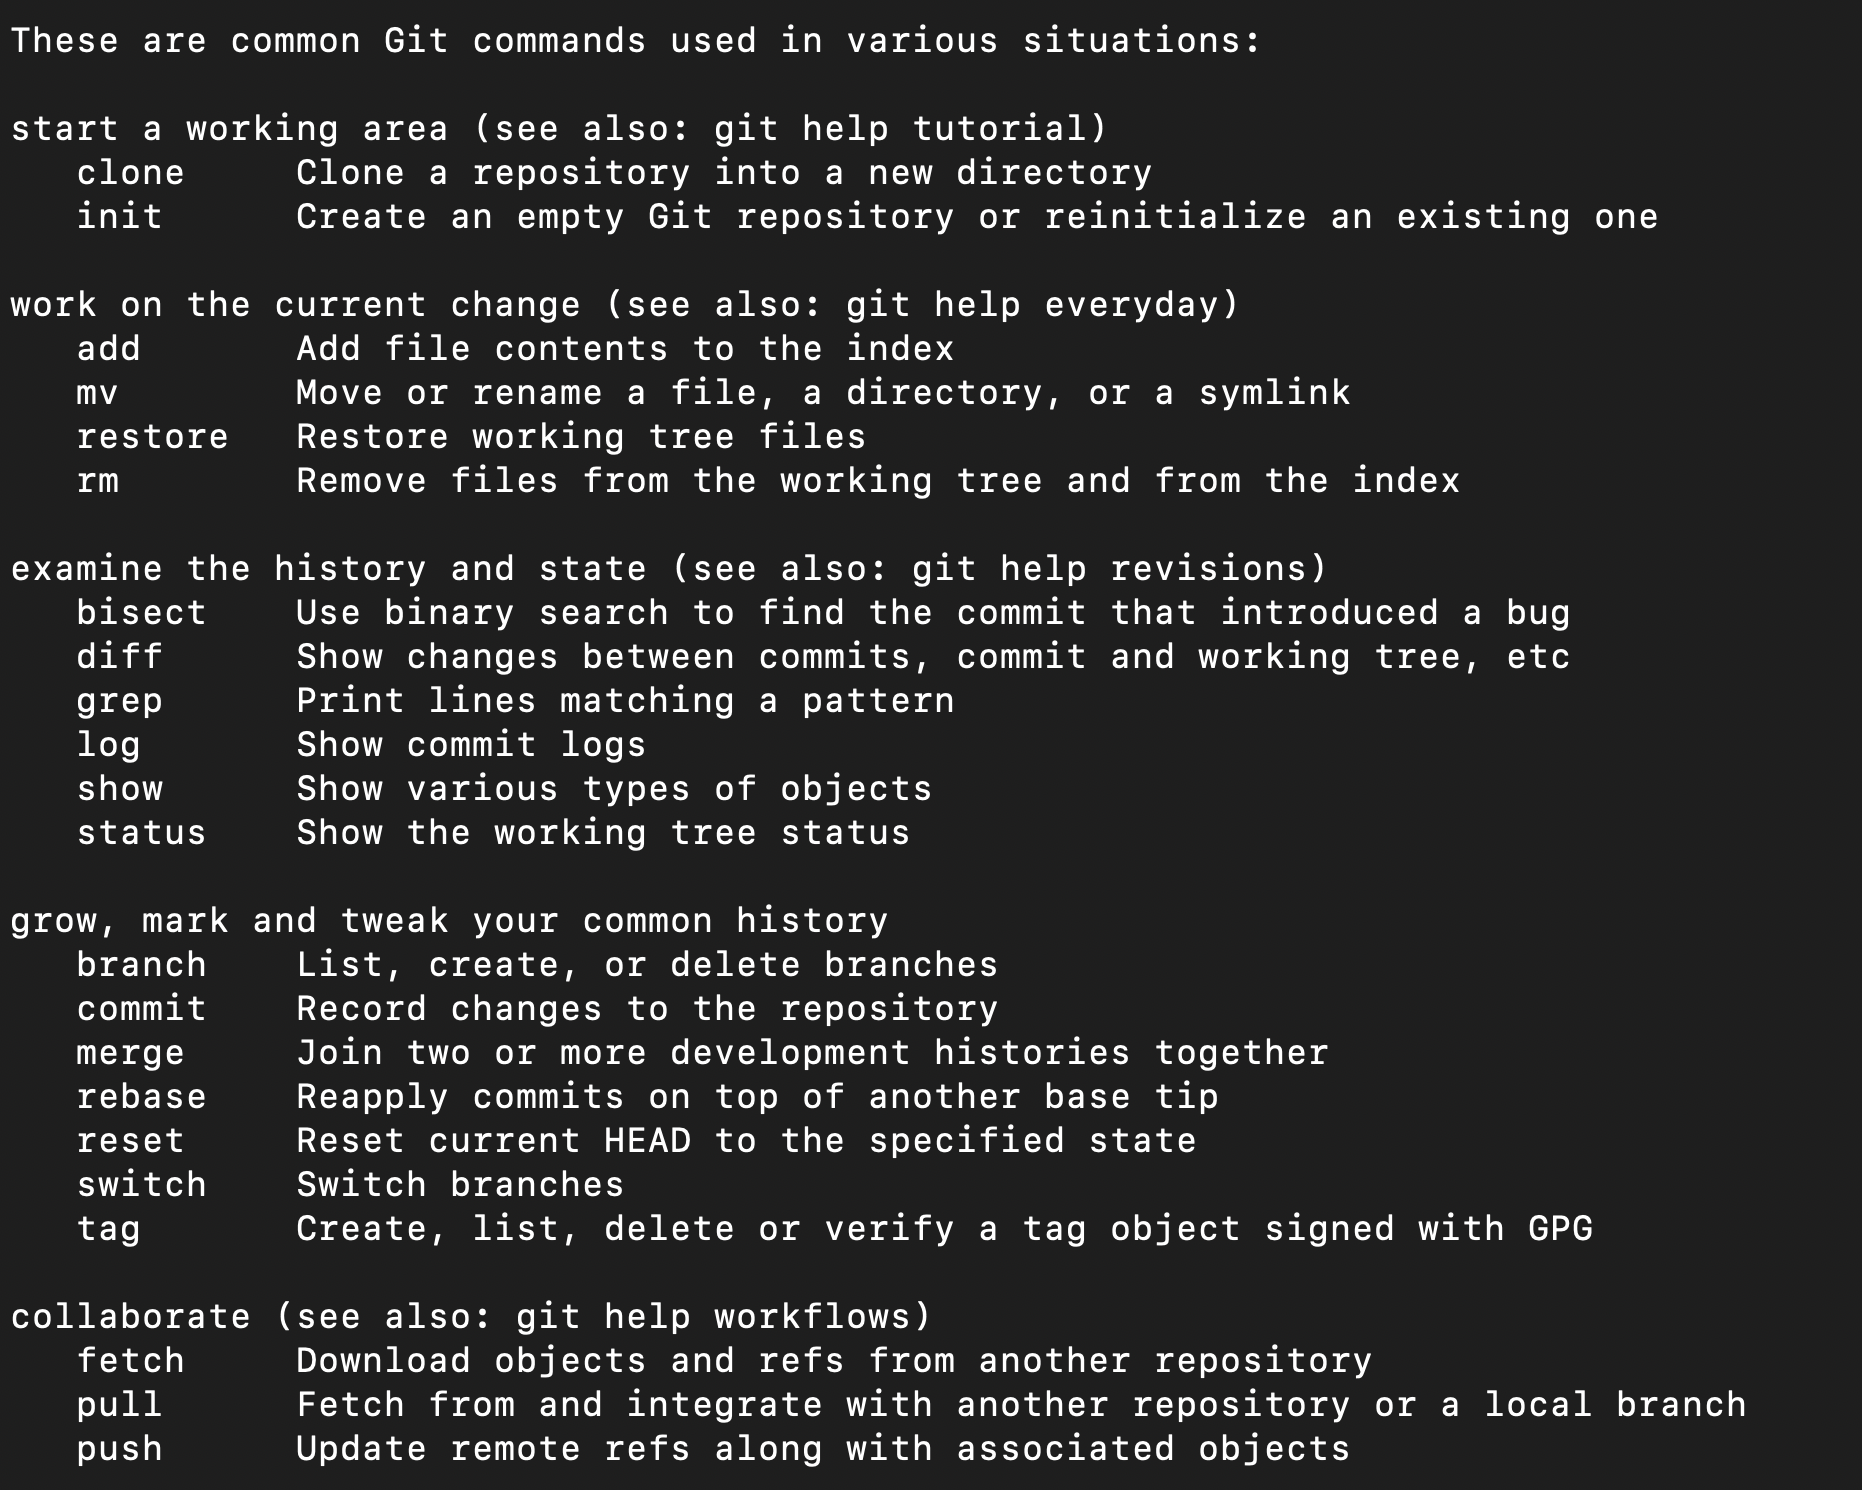 These are common Git commands used in various situations:

start a working area (see also: git help tutorial)
   clone     Clone a repository into a new directory
   init      Create an empty Git repository or reinitialize an existing one

work on the current change (see also: git help everyday)
   add       Add file contents to the index
   mv        Move or rename a file, a directory, or a symlink
   restore   Restore working tree files
   rm        Remove files from the working tree and from the index

examine the history and state (see also: git help revisions)
   bisect    Use binary search to find the commit that introduced a bug
   diff      Show changes between commits, commit and working tree, etc
   grep      Print lines matching a pattern
   log       Show commit logs
   show      Show various types of objects
   status    Show the working tree status

grow, mark and tweak your common history
   branch    List, create, or delete branches
   commit    Record changes to the repository
   merge     Join two or more development histories together
   rebase    Reapply commits on top of another base tip
   reset     Reset current HEAD to the specified state
   switch    Switch branches
   tag       Create, list, delete or verify a tag object signed with GPG

collaborate (see also: git help workflows)
   fetch     Download objects and refs from another repository
   pull      Fetch from and integrate with another repository or a local branch
   push      Update remote refs along with associated objects